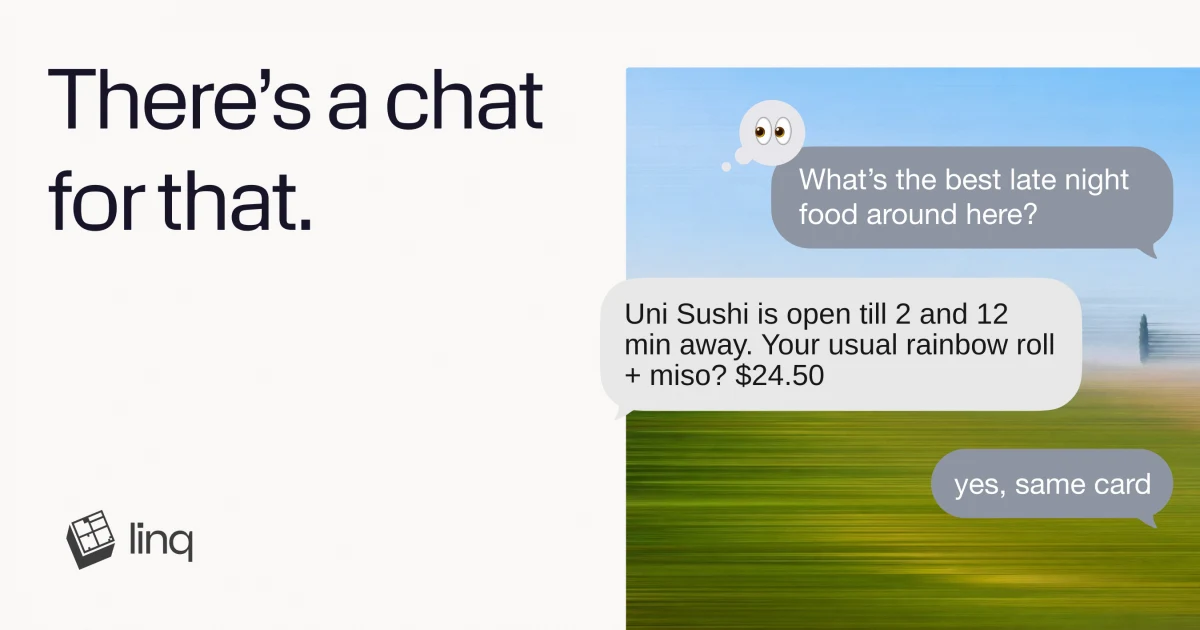 There’s a chat
for that.
What’s the best late night
food around here?
Uni Sushi is open till 2 and 12
min away. Your usual rainbow roll
+ miso? $24.50
yes, same card
linq